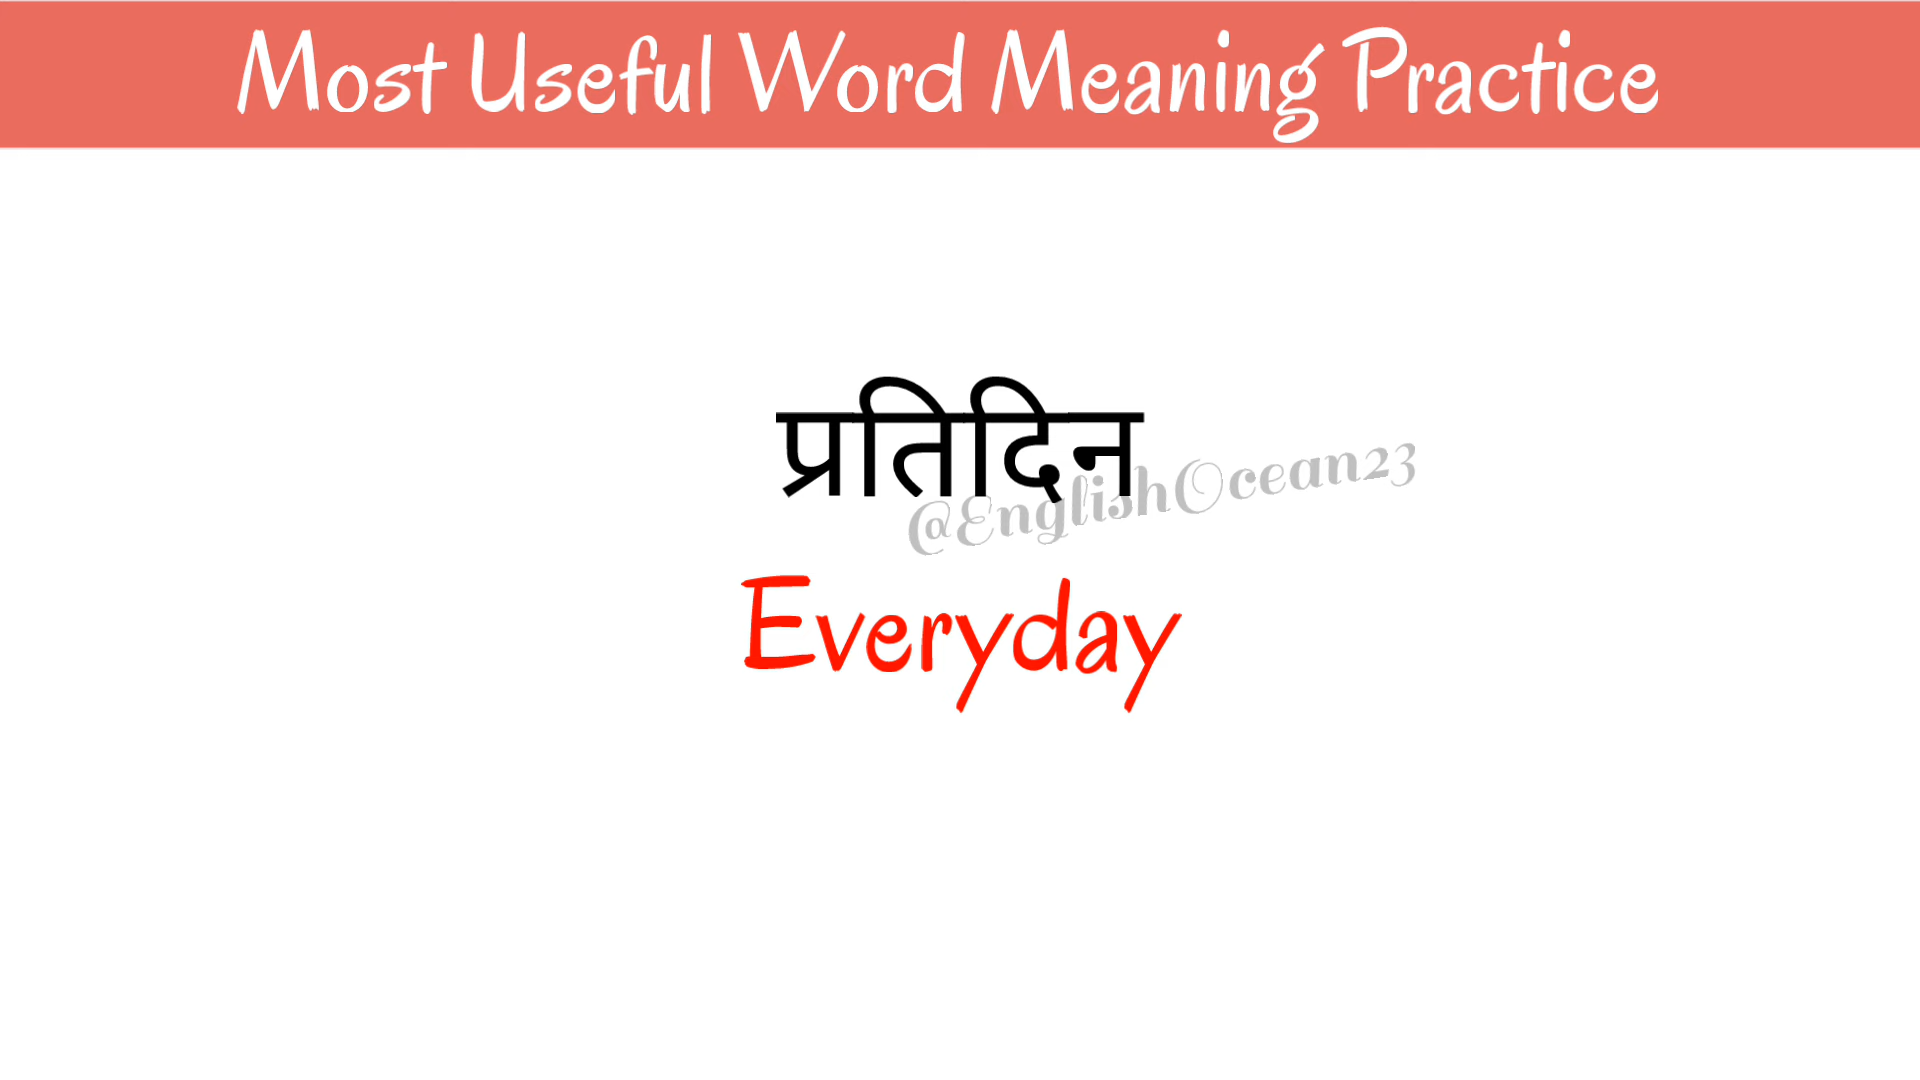 Most Useful Word Meaning Practice
प्रतिदिन
@EnglishOcean23
Everyday